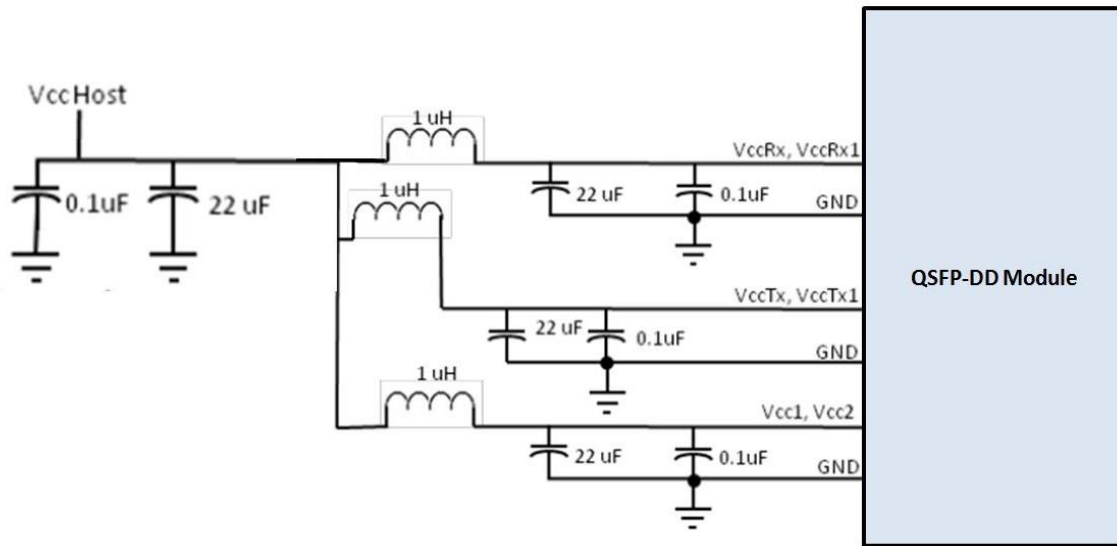 VccHost
0.1uF
22 uF
1 uH
VccRx, VccRx1
22 uF
0.1uF
GND
1 uH
VccTx, VccTx1
22 uF
0.1uF
GND
1 uH
Vcc1, Vcc2
22 uF
0.1uF
GND
QSFP-DD Module